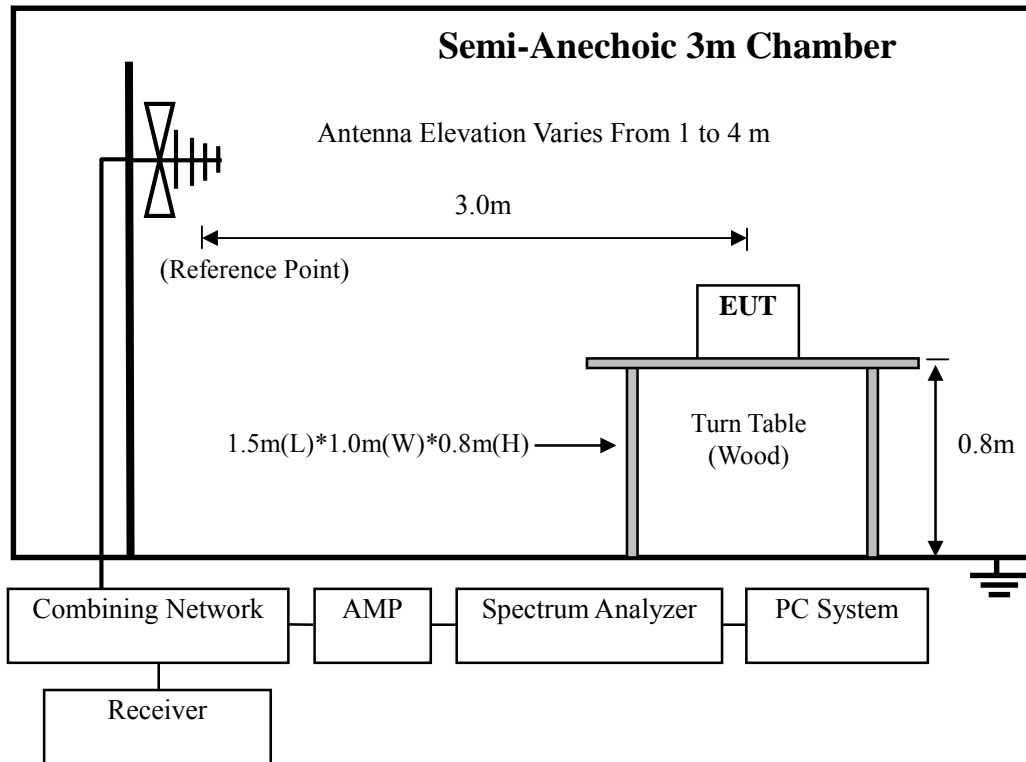 Semi-Anechoic 3m Chamber
Antenna Elevation Varies From 1 to 4 m
3.0m
(Reference Point)
EUT
1.5m(L)*1.0m(W)*0.8m(H)
Turn Table
(Wood)
0.8m
Combining Network
AMP
Spectrum Analyzer
PC System
Receiver